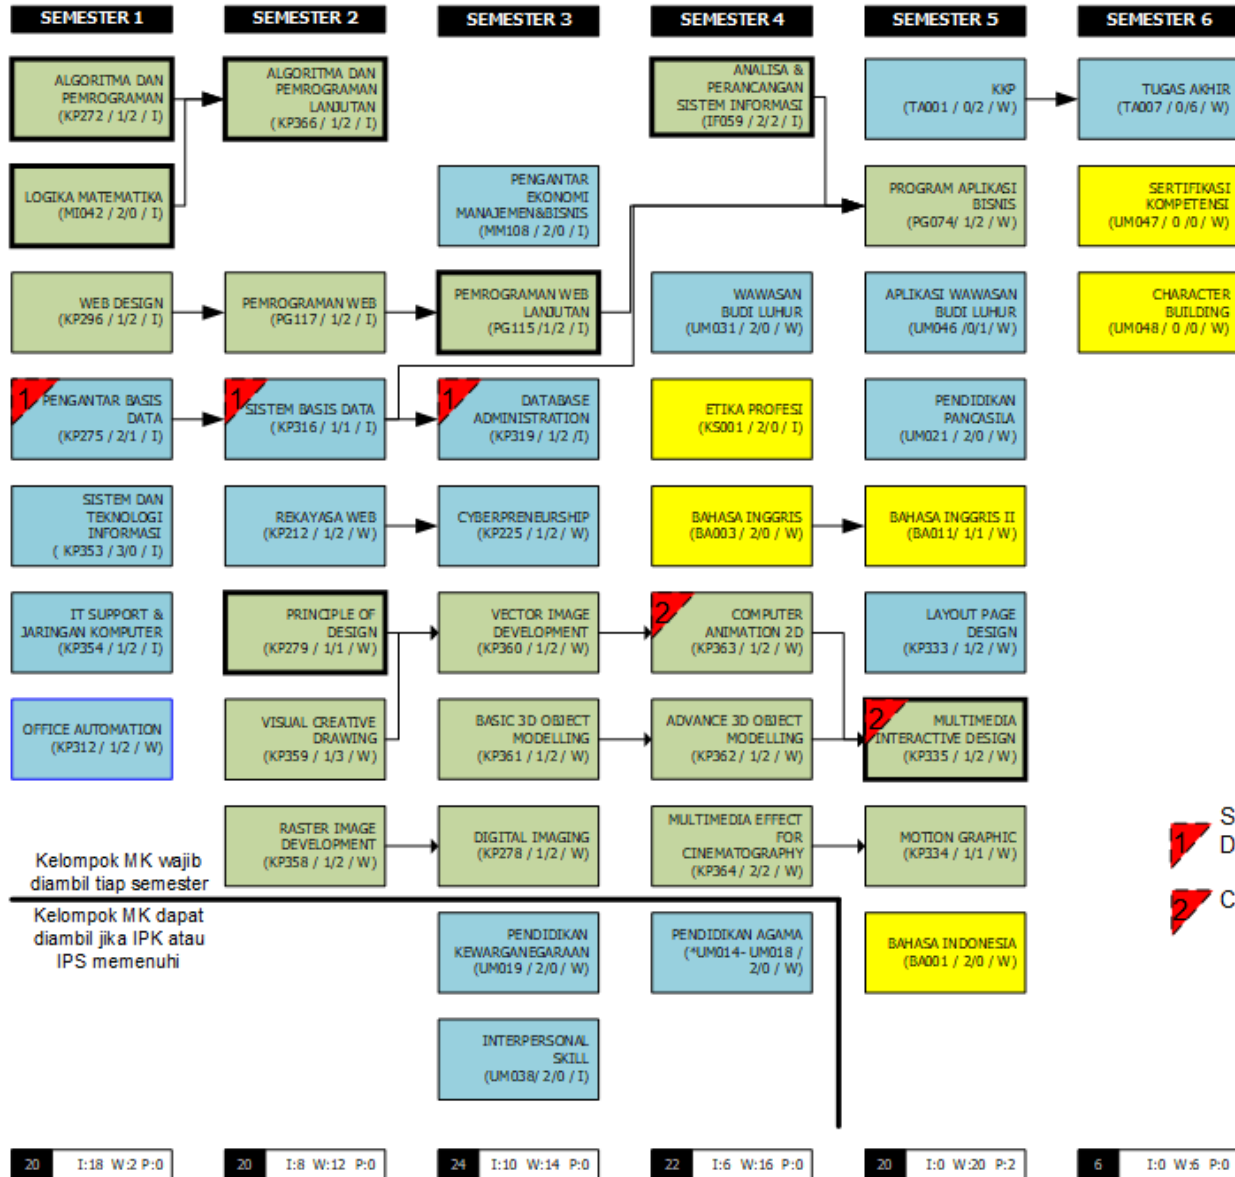 SEMESTER 1
ALGORITMA DAN
PEMROGRAMAN
(KP272 / 1/2 / I)
LOGIKA MATEMATIKA
(MI042 / 2/0 / I)
WEB DESIGN
(KP296 / 1/2 / I)
1
PENGANTAR BASIS
DATA
(KP275 / 2/1 / I)
SISTEM DAN
TEKNOLOGI
INFORMASI
( KP353 / 3/0 / I)
IT SUPPORT &
JARINGAN KOMPUTER
(KP354 / 1/2 / I)
OFFICE AUTOMATION
(KP312 / 1/2 / W)
Kelompok MK wajib
diambil tiap semester
Kelompok MK dapat
diambil jika IPK atau
IPS memenuhi
20 I:18 W:2 P:0
SEMESTER 2
ALGORITMA DAN
PEMROGRAMAN
LANJUTAN
(KP366 / 1/2 / I)
PEMROGRAMAN WEB
(PG117 / 1/2 / I)
1
SISTEM BASIS DATA
(KP316 / 1/1 / I)
REKAYASA WEB
(KP212 / 1/2 / W)
PRINCIPLE OF
DESIGN
(KP279 / 1/1 / W)
VISUAL CREATIVE
DRAWING
(KP359 / 1/3 / W)
RASTER IMAGE
DEVELOPMENT
(KP358 / 1/2 / W)
20 I:8 W:12 P:0
SEMESTER 3
PENGANTAR
EKONOMI
MANAJEMEN&BISNIS
(MM108 / 2/0 / I)
PEMROGRAMAN WEB
LANJUTAN
(PG115 /1/2 / I)
1
DATABASE
ADMINISTRATION
(KP319 / 1/2 /I)
CYBERPRENEURSHIP
(KP225 / 1/2 / W)
VECTOR IMAGE
DEVELOPMENT
(KP360 / 1/2 / W)
BASIC 3D OBJECT
MODELLING
(KP361 / 1/2 / W)
DIGITAL IMAGING
(KP278 / 1/2 / W)
PENDIDIKAN
KEWARGANEGARAAN
(UM019 / 2/0 / W)
INTERPERSONAL
SKILL
(UM038/ 2/0 / I)
24 I:10 W:14 P:0
SEMESTER 4
ANALISA &
PERANCANGAN
SISTEM INFORMASI
(IF059 / 2/2 / I)
WAWASAN
BUDI LUHUR
(UM031 / 2/0 / W)
ETIKA PROFESI
(KS001 / 2/0 / I)
BAHASA INGGRIS
(BA003 / 2/0 / W)
2
COMPUTER
ANIMATION 2D
(KP363 / 1/2 / W)
ADVANCE 3D OBJECT
MODELLING
(KP362 / 1/2 / W)
MULTIMEDIA EFFECT
FOR
CINEMATOGRAPHY
(KP364 / 2/2 / W)
PENDIDIKAN AGAMA
(*UM014- UM018 /
2/0 / W)
22 I:6 W:16 P:0
SEMESTER 5
KKP
(TA001 / 0/2 / W)
PROGRAM APLIKASI
BISNIS
(PG074/ 1/2 / W)
APLIKASI WAWASAN
BUDI LUHUR
(UM046 /0/1/ W)
PENDIDIKAN
PANCASILA
(UM021 / 2/0 / W)
BAHASA INGGRIS II
(BA011/ 1/1 / W)
LAYOUT PAGE
DESIGN
(KP333 / 1/2 / W)
2
MULTIMEDIA
INTERACTIVE DESIGN
(KP335 / 1/2 / W)
MOTION GRAPHIC
(KP334 / 1/1 / W)
BAHASA INDONESIA
(BA001 / 2/0 / W)
20 I:0 W:20 P:2
SEMESTER 6
TUGAS AKHIR
(TA007 / 0/6 / W)
SERTIFIKASI
KOMPETENSI
(UM047 / 0 /0/ W)
CHARACTER
BUILDING
(UM048 / 0 /0/ W)
1 S
D
2 C
6 I:0 W:6 P:0